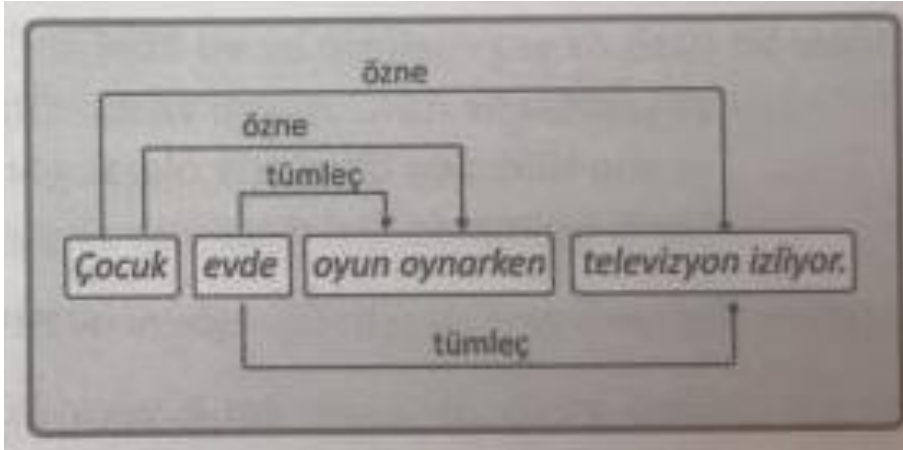 özne
özne
tümleç
Çocuk evde oyun oynarken televizyon izliyor.
tümleç